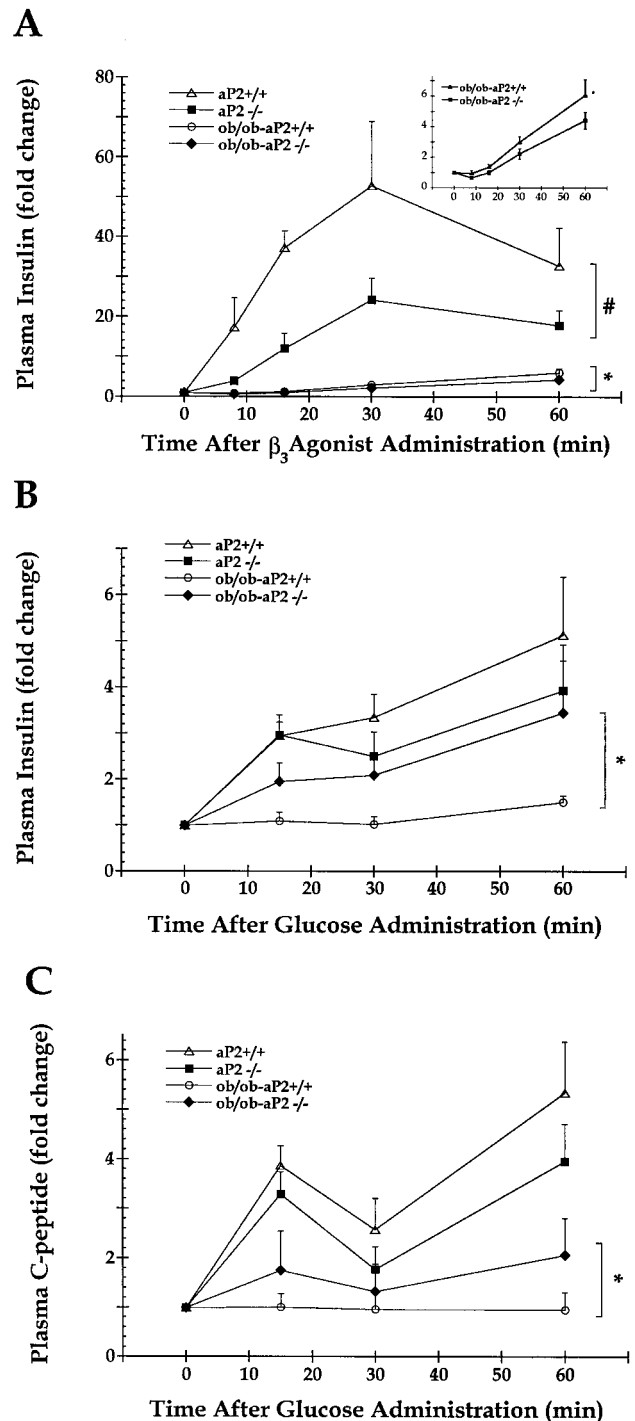 A
Plasma Insulin (fold change)
80
60
40
20
0
aP2+/+
aP2 -/-
ob/ob-aP2+/+
ob/ob-aP2 -/-
ob/ob-aP2+/+
ob/ob-aP2 -/-
6
4
2
1
0
0 10 20 30 40 50 60
*
#
*
0 10 20 30 40 50 60
Time After β3Agonist Administration (min)
B
Plasma Insulin (fold change)
6
4
2
0
aP2+/+
aP2 -/-
ob/ob-aP2+/+
ob/ob-aP2 -/-
*
0 10 20 30 40 50 60
Time After Glucose Administration (min)
C
Plasma C-peptide (fold change)
6
4
2
0
aP2+/+
aP2 -/-
ob/ob-aP2+/+
ob/ob-aP2 -/-
*
0 10 20 30 40 50 60
Time After Glucose Administration (min)